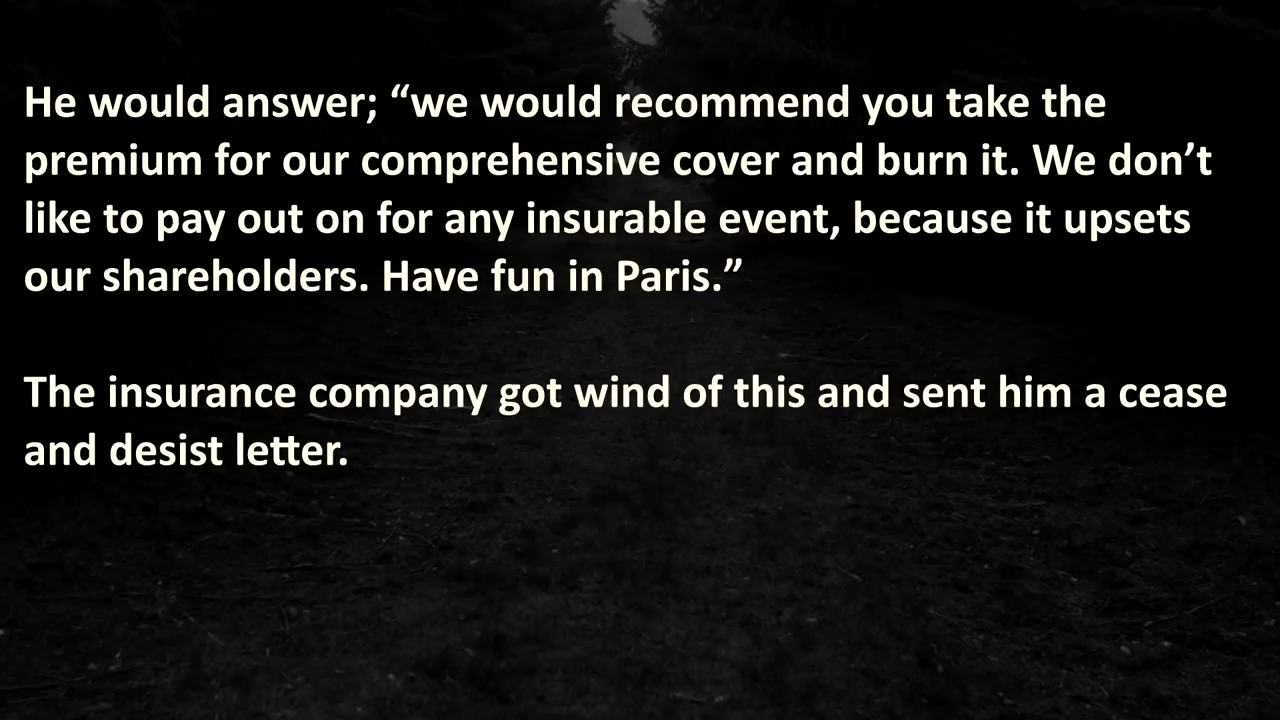 He would answer; “we would recommend you take the
premium for our comprehensive cover and burn it. We don’t
like to pay out on for any insurable event, because it upsets
our shareholders. Have fun in Paris.”
The insurance company got wind of this and sent him a cease
and desist letter.